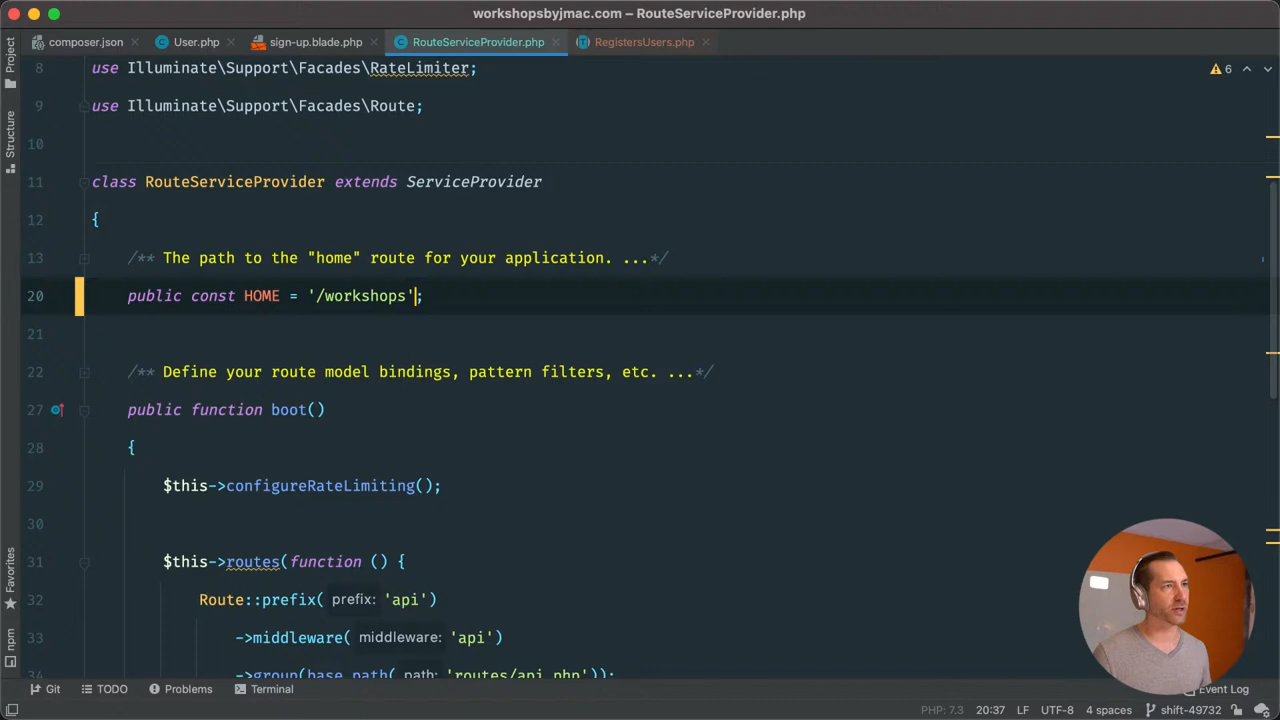 workshopsbyjmac.com – RouteServiceProvider.php
composer.json User.php sign-up.blade.php RouteServiceProvider.php RegistersUsers.php
Project
Structure
Favorites
npm
6
8 use Illuminate\Support\Facades\RateLimiter;
9 use Illuminate\Support\Facades\Route;
10
11 class RouteServiceProvider extends ServiceProvider
12 {
13 /** The path to the "home" route for your application. ...*/
20 public const HOME = '/workshops';
21
22 /** Define your route model bindings, pattern filters, etc. ...*/
27 public function boot()
28 {
29 $this->configureRateLimiting();
30
31 $this->routes(function () {
32 Route::prefix( prefix: 'api')
33 ->middleware( middleware: 'api')
34 ->group(base_path( path: 'routes/api.php'));
Git TODO Problems Terminal Event Log
PHP: 7.3 20:37 LF UTF-8 4 spaces shift-49732